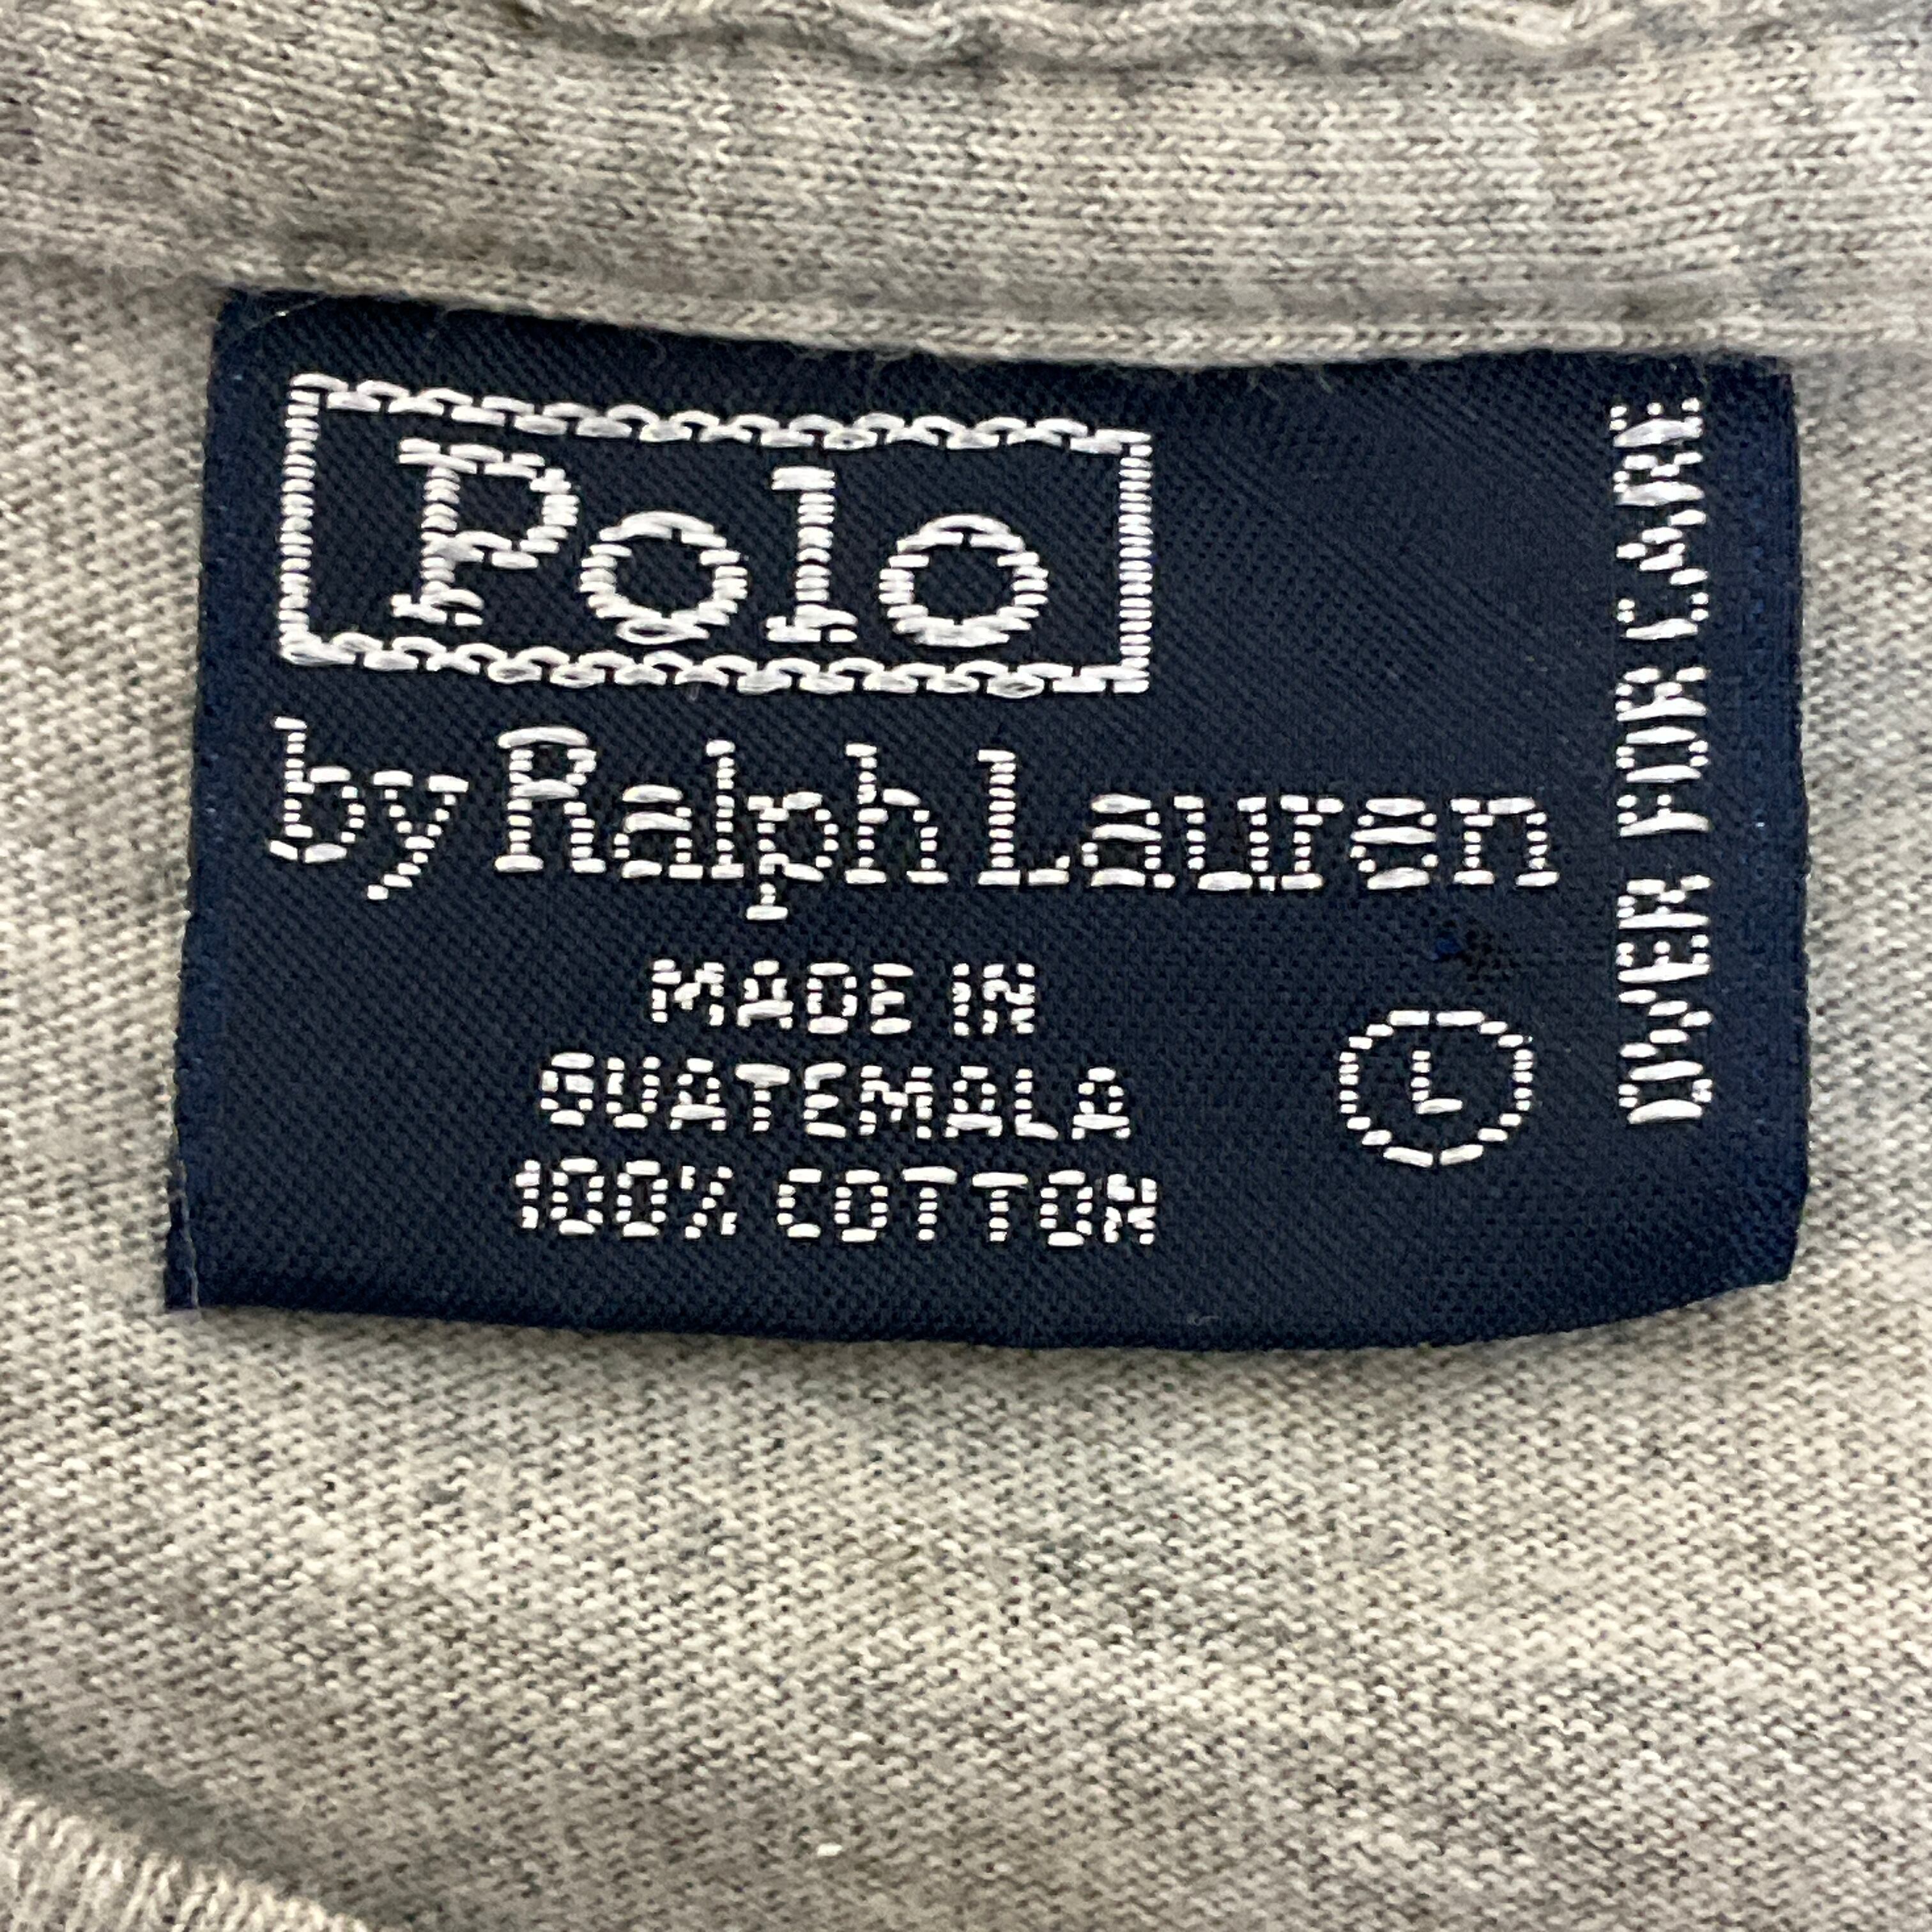 Polo
by Ralph Lauren
MADE IN
GUATEMALA
100% COTTON
L
OVER FOR CARE